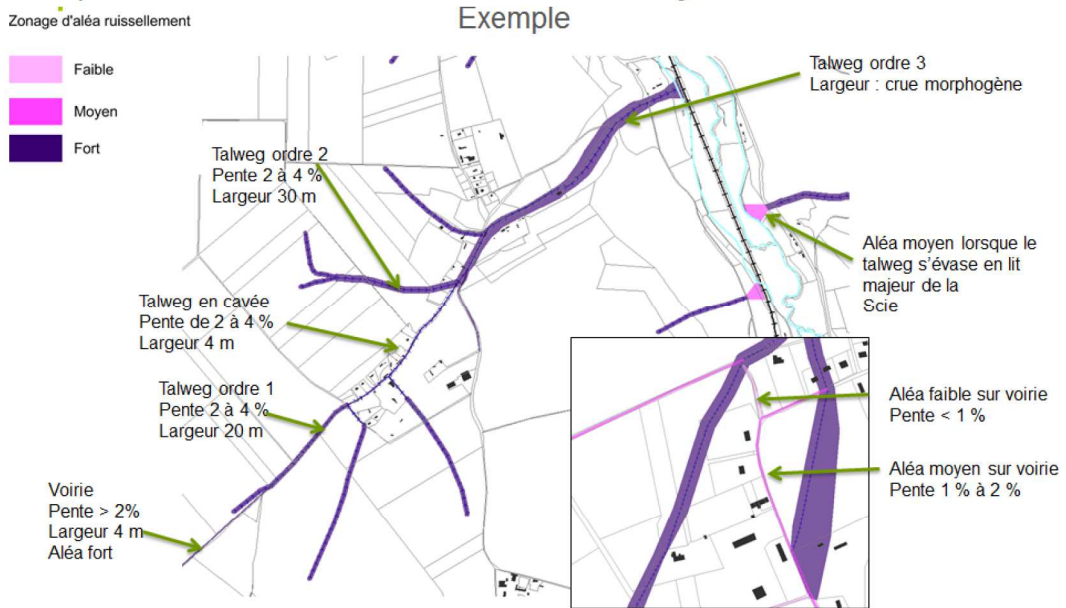 Exemple
Zonage d'aléa ruissellement
Faible
Moyen
Fort
Talweg ordre 3
Largeur : crue morphogène
Talweg ordre 2
Pente 2 à 4 %
Largeur 30 m
Aléa moyen lorsque le
talweg s'évase en lit
majeur de la
Scie
Talweg en cavée
Pente de 2 à 4 %
Largeur 4 m
Talweg ordre 1
Pente 2 à 4 %
Largeur 20 m
Aléa faible sur voirie
Pente < 1 %
Aléa moyen sur voirie
Pente 1 % à 2 %
Voirie
Pente > 2%
Largeur 4 m
Aléa fort